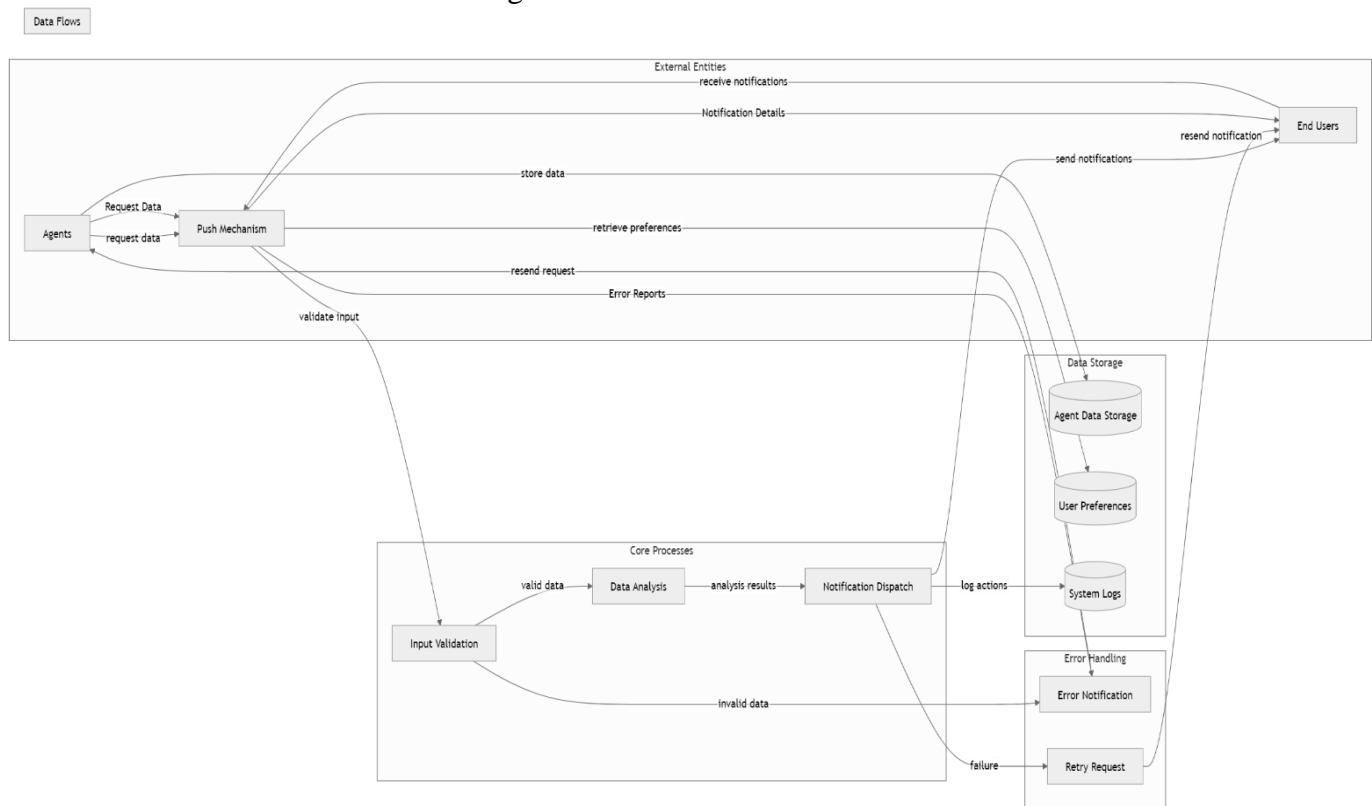 Data Flows
External Entities
receive notifications
Notification Details
End Users
resend notification
send notifications
store data
Request Data
Agents
request data
Push Mechanism
retrieve preferences
resend request
Error Reports
validate input
Data Storage
Agent Data Storage
User Preferences
System Logs
Core Processes
valid data
Data Analysis
analysis results
Notification Dispatch
log actions
Input Validation
invalid data
failure
Error Handling
Error Notification
Retry Request